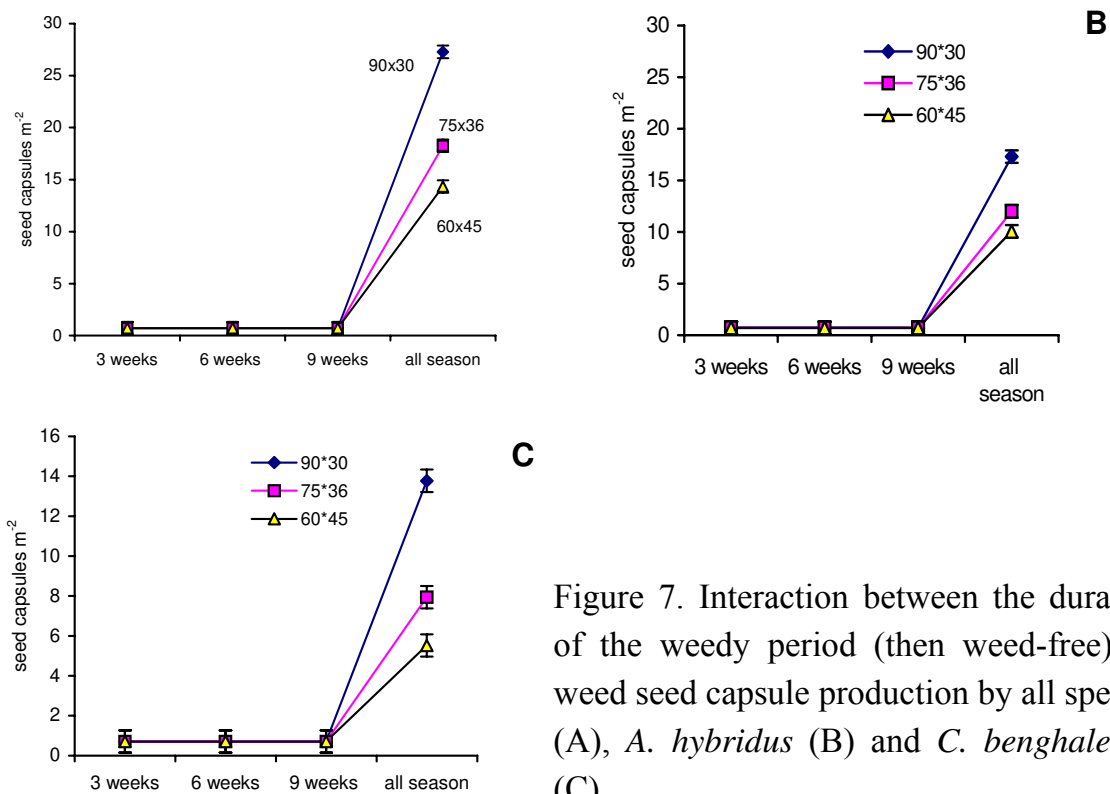 30
25
20
15
10
5
0
seed capsules m⁻²
90x30
75x36
60x45
3 weeks 6 weeks 9 weeks all season
B
30
25
20
15
10
5
0
seed capsules m⁻²
90*30
75*36
60*45
3 weeks 6 weeks 9 weeks all
season
C
16
14
12
10
8
6
4
2
0
seed capsules m⁻²
90*30
75*36
60*45
3 weeks 6 weeks 9 weeks all season
Figure 7. Interaction between the dura
of the weedy period (then weed-free)
weed seed capsule production by all spe
(A), A. hybridus (B) and C. benghale